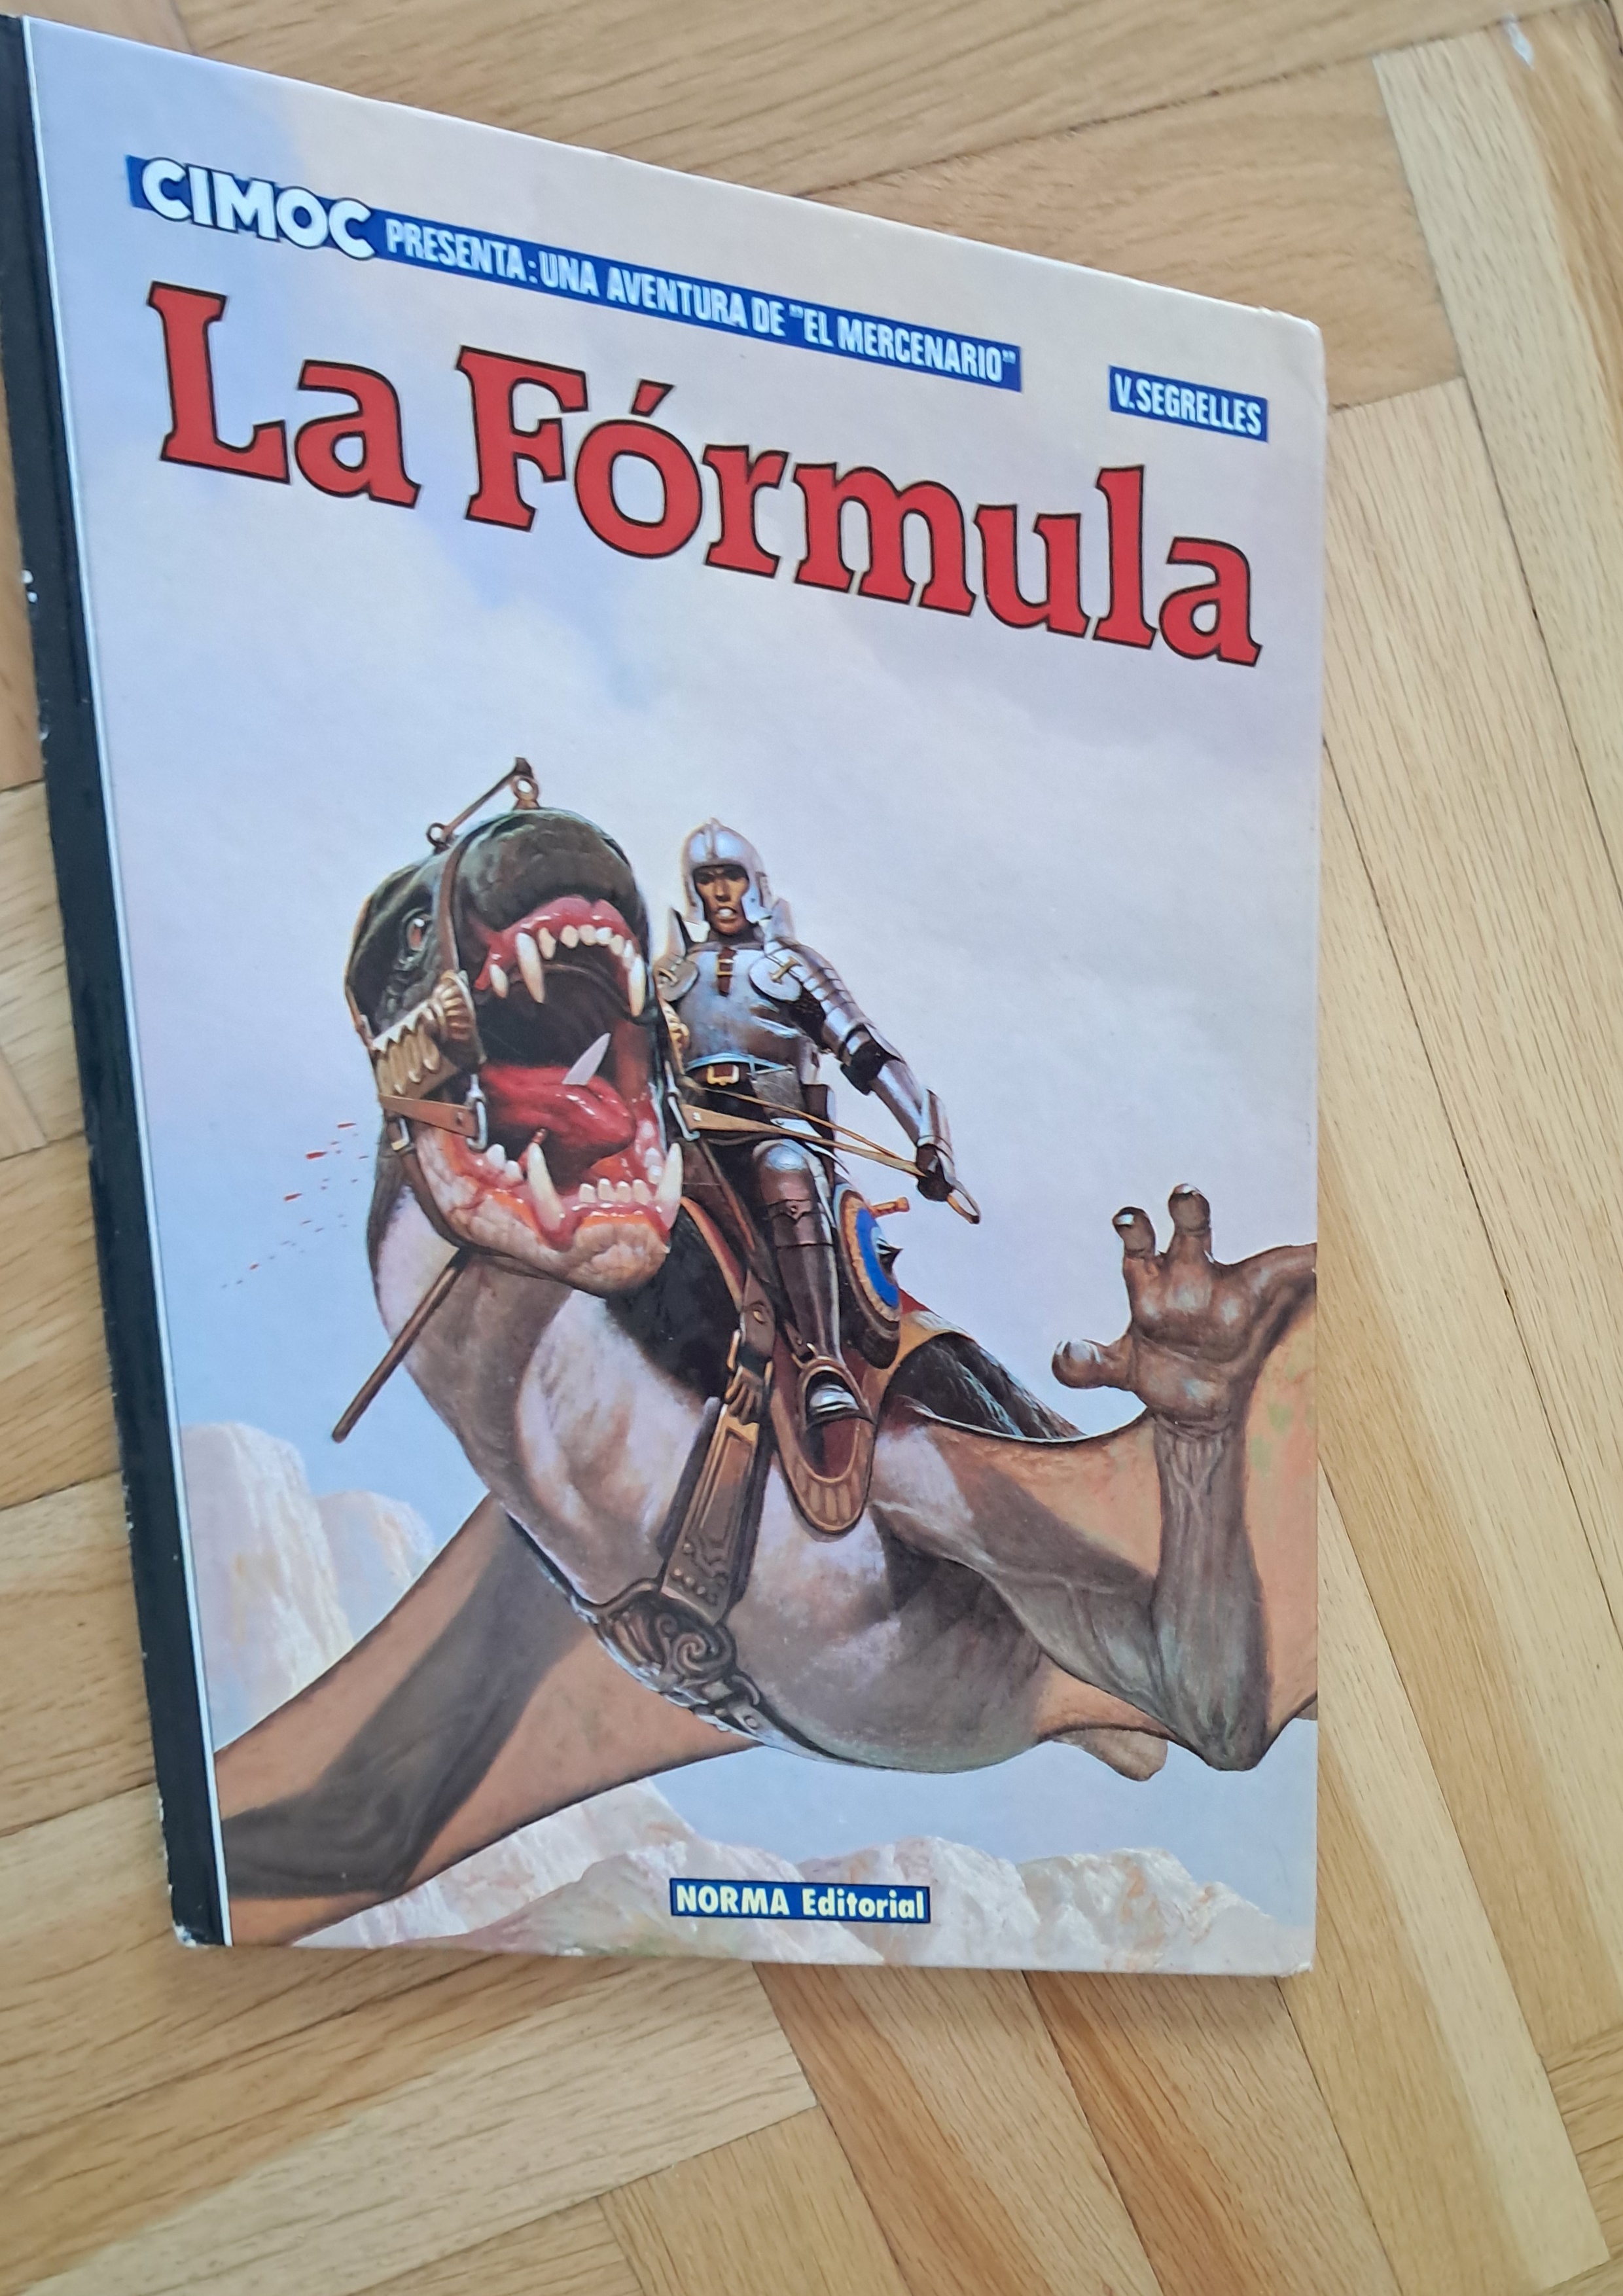 CIMOC PRESENTA: UNA AVENTURA DE "EL MERCENARIO"
V. SEGRELLES
La Fórmula
NORMA Editorial